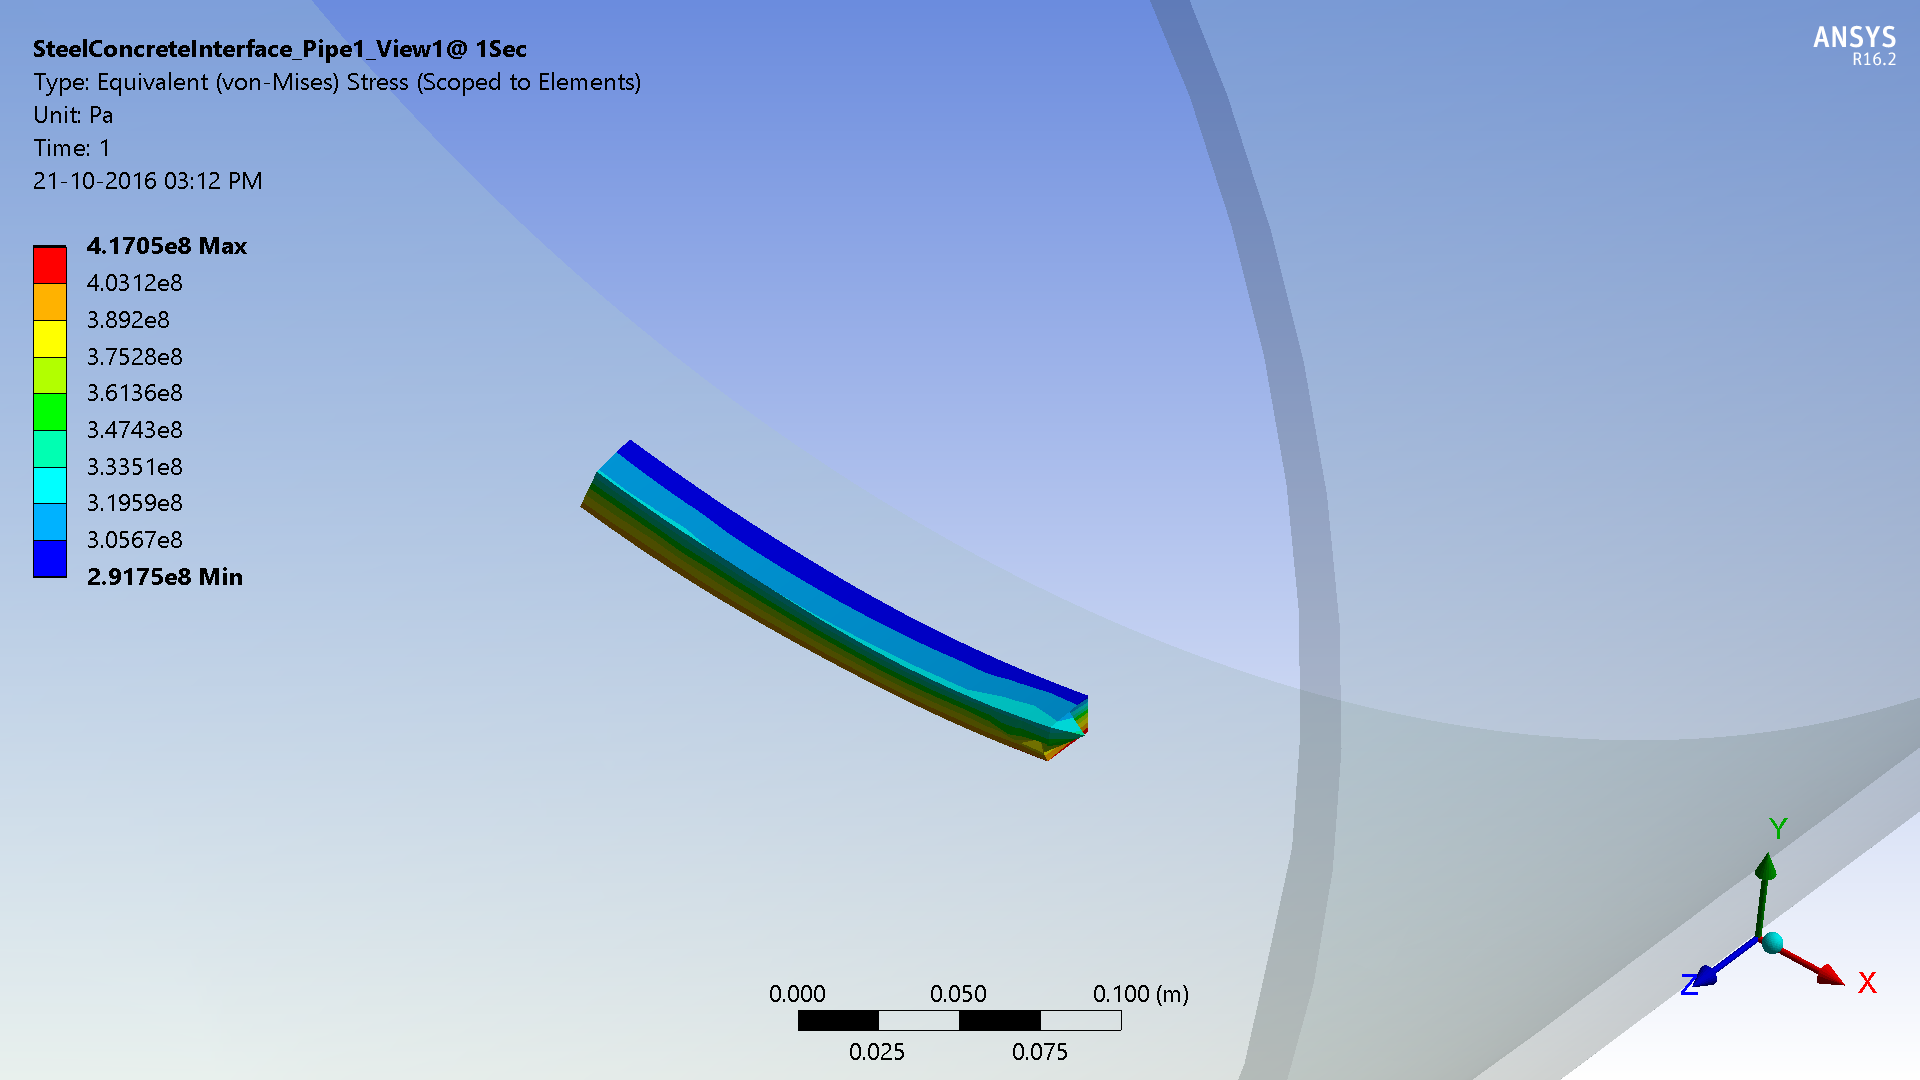 SteelConcreteInterface_Pipe1_View1@ 1Sec
Type: Equivalent (von-Mises) Stress (Scoped to Elements)
Unit: Pa
Time: 1
21-10-2016 03:12 PM
ANSYS
R16.2
4.1705e8 Max
4.0312e8
3.892e8
3.7528e8
3.6136e8
3.4743e8
3.3351e8
3.1959e8
3.0567e8
2.9175e8 Min
Y
Z
X
0.000 0.050 0.100 (m)
0.025 0.075